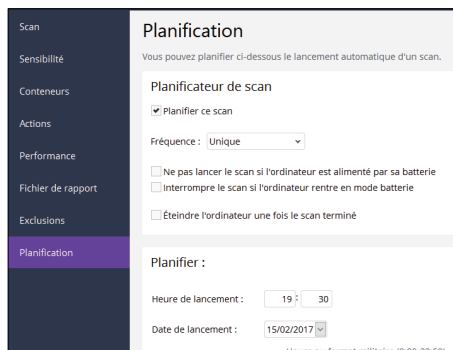 Scan
Sensibilité
Conteneurs
Actions
Performance
Fichier de rapport
Exclusions
Planification
Planification
Vous pouvez planifier ci-dessous le lancement automatique d'un scan.
Planificateur de scan
Planifier ce scan
Fréquence : Unique
Ne pas lancer le scan si l'ordinateur est alimenté par sa batterie
Interrompre le scan si l'ordinateur rentre en mode batterie
Éteindre l'ordinateur une fois le scan terminé
Planifier :
Heure de lancement : 19 : 30
Date de lancement : 15/02/2017